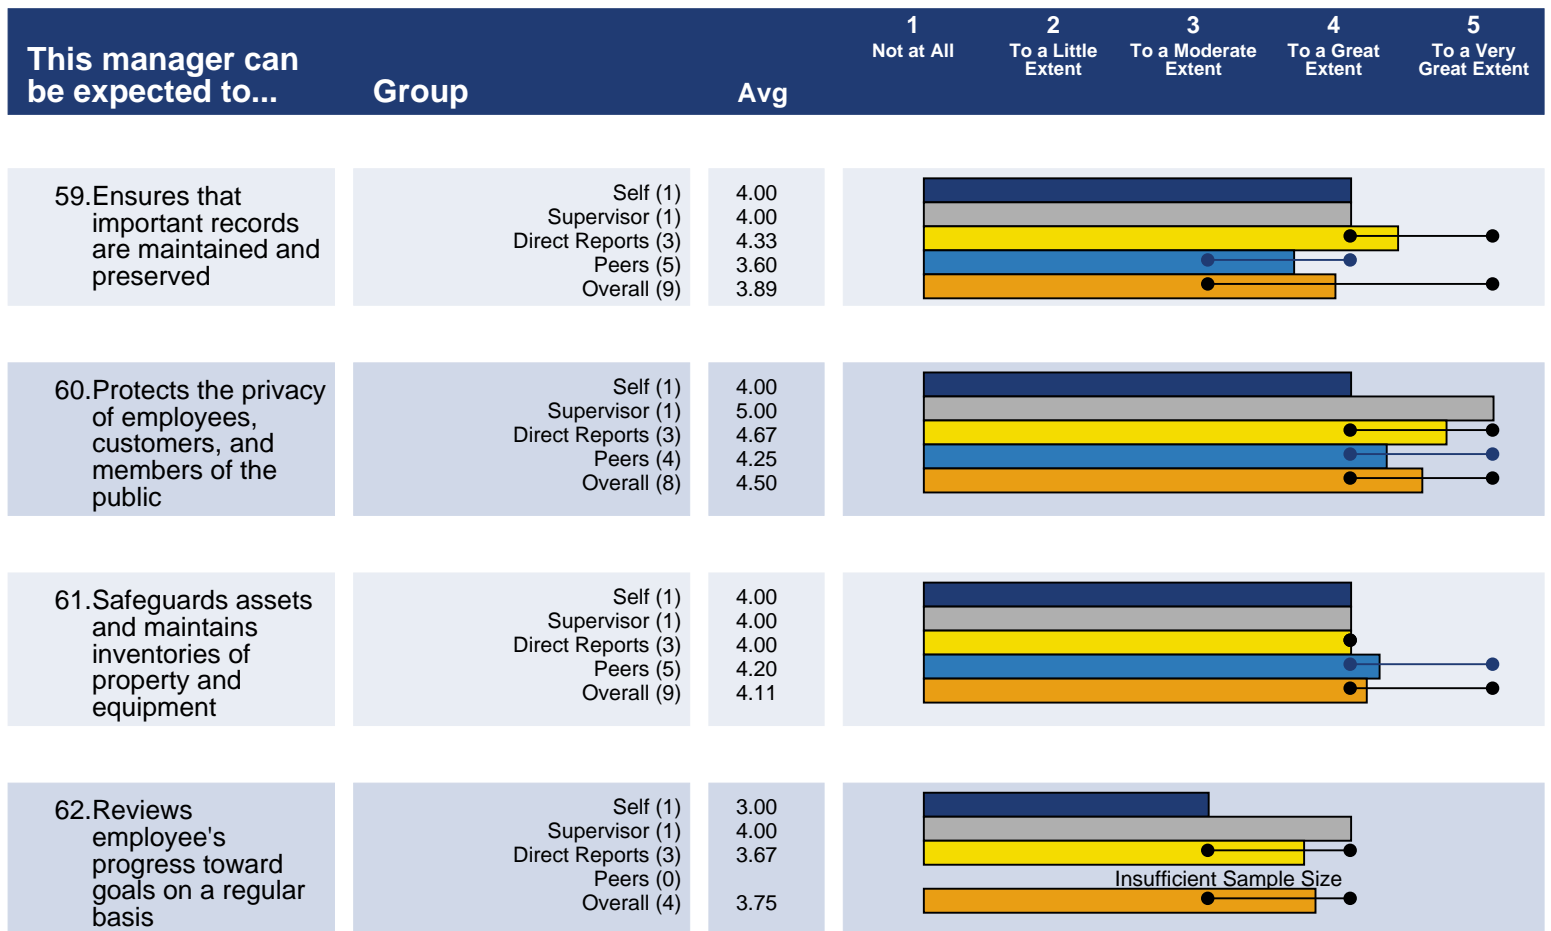 1 2 3 4 5
Not at All To a Little To a Moderate To a Great To a Very
Extent Extent Extent Great Extent
This manager can
be expected to... Group Avg
59.Ensures that
important records
are maintained and
preserved
Self (1) 4.00
Supervisor (1) 4.00
Direct Reports (3) 4.33
Peers (5) 3.60
Overall (9) 3.89
60.Protects the privacy
of employees,
customers, and
members of the
public
Self (1) 4.00
Supervisor (1) 5.00
Direct Reports (3) 4.67
Peers (4) 4.25
Overall (8) 4.50
61.Safeguards assets
and maintains
inventories of
property and
equipment
Self (1) 4.00
Supervisor (1) 4.00
Direct Reports (3) 4.00
Peers (5) 4.20
Overall (9) 4.11
62.Reviews
employee's
progress toward
goals on a regular
basis
Self (1) 3.00
Supervisor (1) 4.00
Direct Reports (3) 3.67
Peers (0) Insufficient Sample Size
Overall (4) 3.75